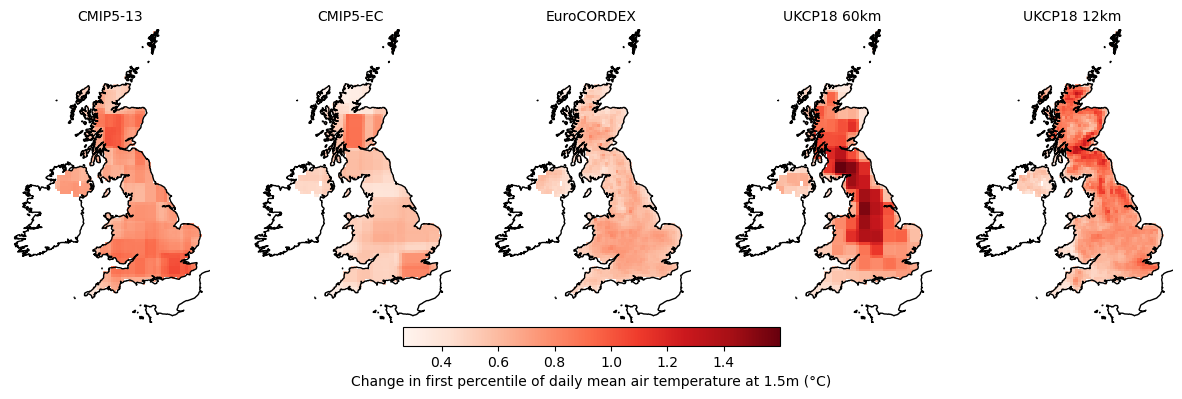 CMIP5-13 CMIP5-EC EuroCORDEX UKCP18 60km UKCP18 12km
0.4 0.6 0.8 1.0 1.2 1.4
Change in first percentile of daily mean air temperature at 1.5m (°C)